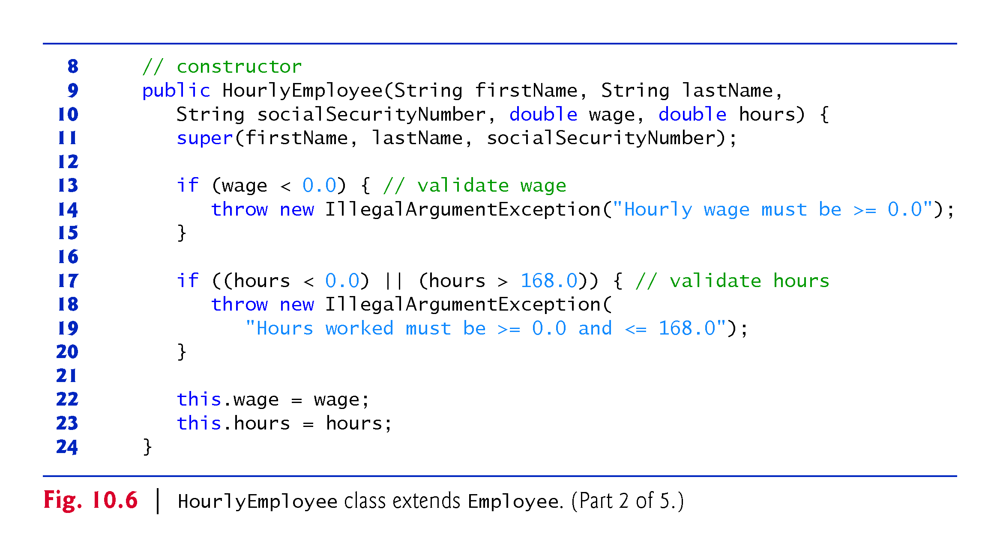 8 // constructor
9 public HourlyEmployee(String firstName, String lastName,
10 String socialSecurityNumber, double wage, double hours) {
11 super(firstName, lastName, socialSecurityNumber);
12
13 if (wage < 0.0) { // validate wage
14 throw new IllegalArgumentException("Hourly wage must be >= 0.0");
15 }
16
17 if ((hours < 0.0) || (hours > 168.0)) { // validate hours
18 throw new IllegalArgumentException(
19 "Hours worked must be >= 0.0 and <= 168.0");
20 }
21
22 this.wage = wage;
23 this.hours = hours;
24 }
Fig. 10.6 | HourlyEmployee class extends Employee. (Part 2 of 5.)